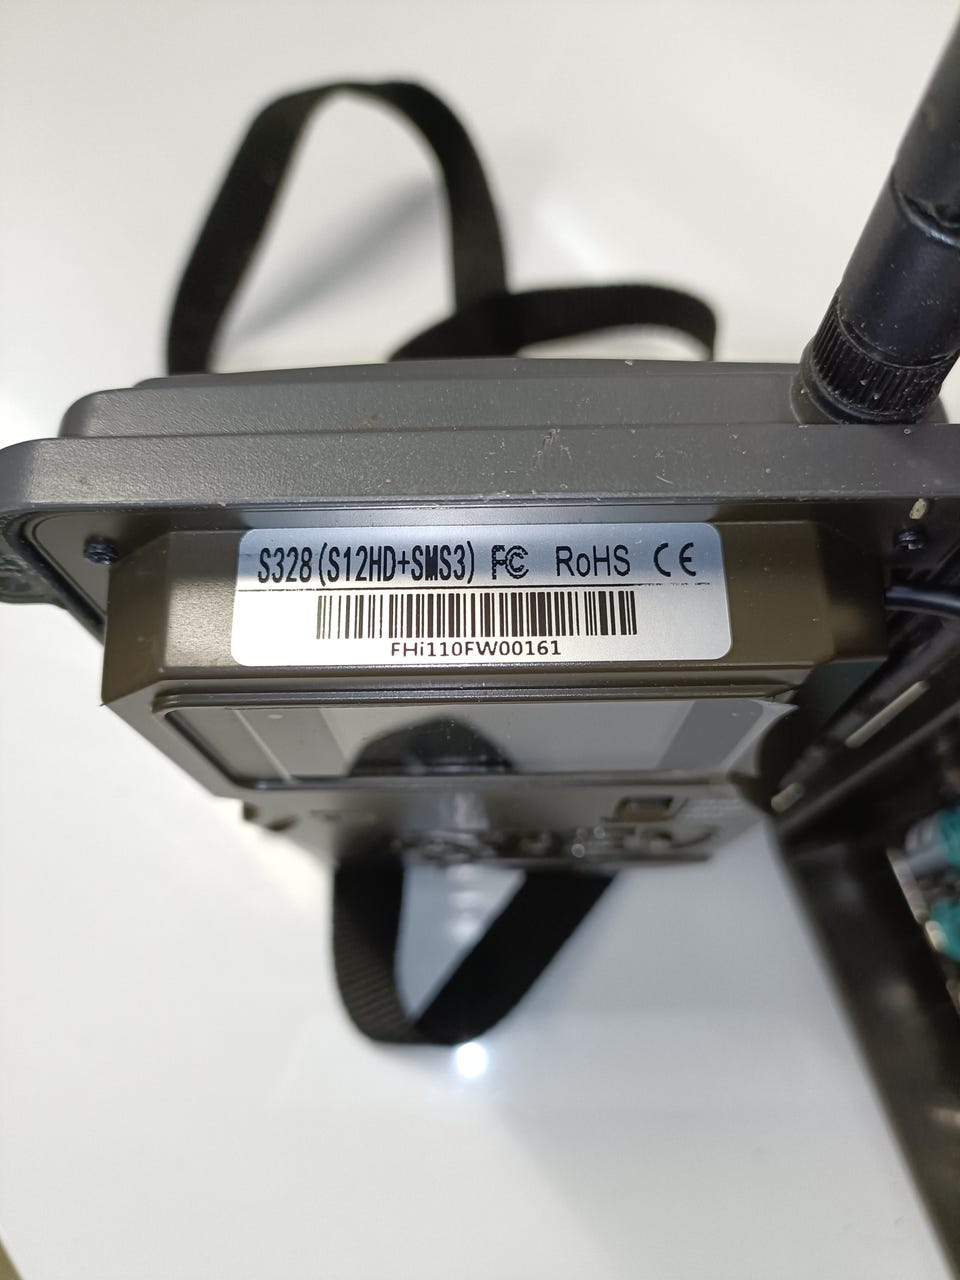 S328(S12HD+SMS3) FC RoHS CE
FHi110FW00161